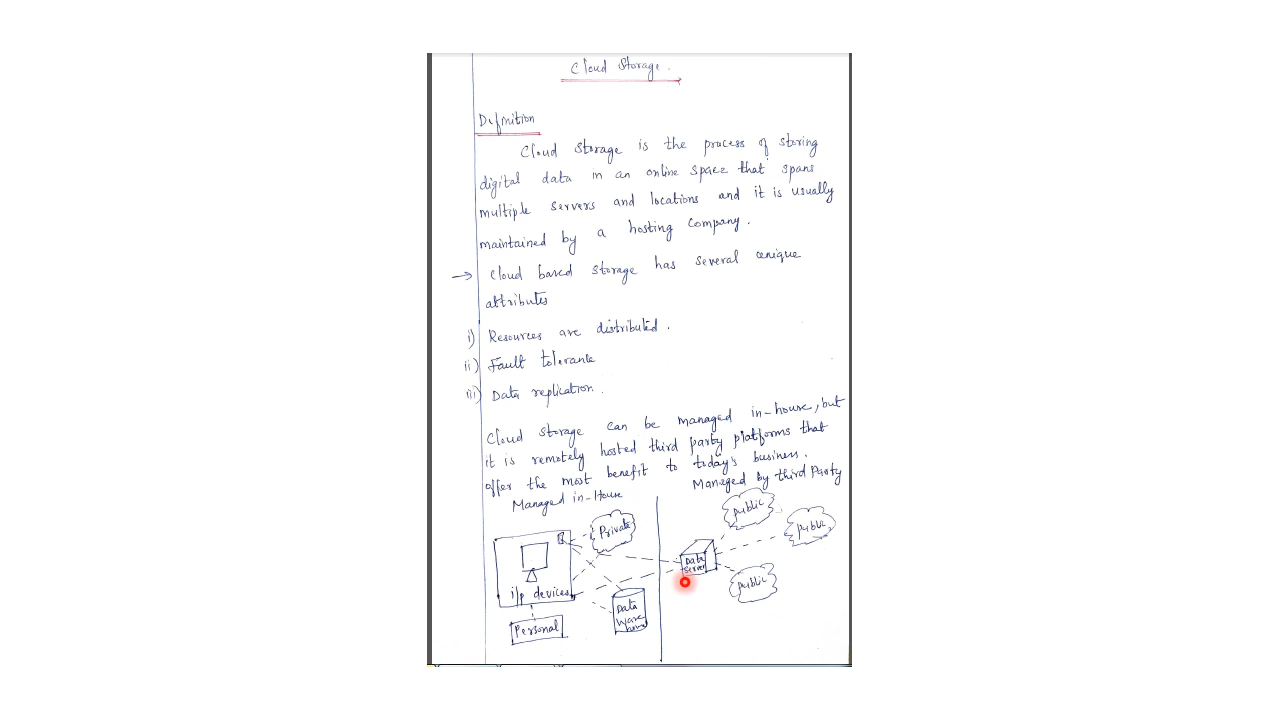 Cloud Storage.
Definition
Cloud Storage is the process of storing
digital data in an online space that spans
multiple servers and locations and it is usually
maintained by a hosting company.
→ Cloud based storage has several unique
attributes
i) Resources are distributed.
ii) Fault tolerance
iii) Data replication.
Cloud storage can be managed in-house, but
it is remotely hosted third party platforms that
offer the most benefit to today's business.
Managed in-House
Managed by third Party
Private
public
public
public
Data
Server
i/p devices
Data
Ware
house
Personal